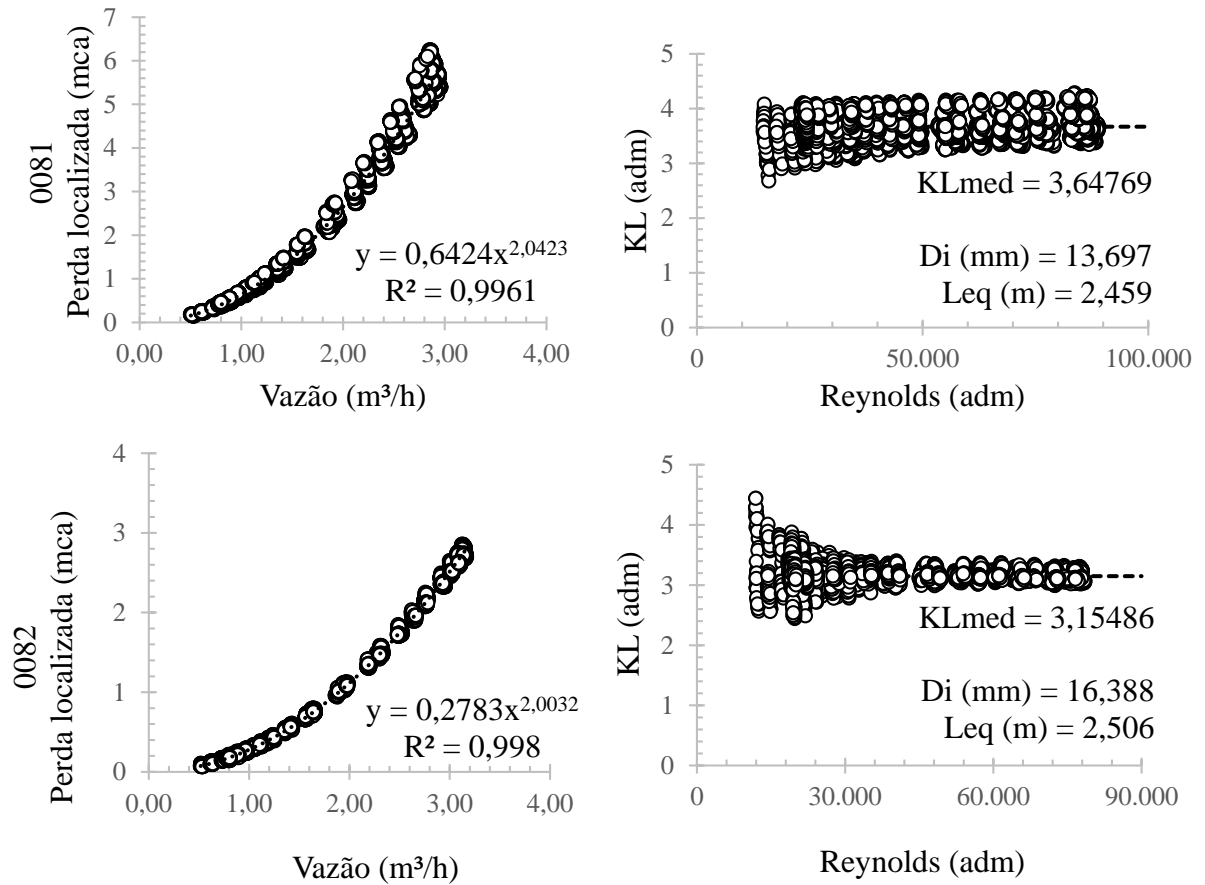 0081
Perda localizada (mca)
7
6
5
4
3
2
1
0
0,00 1,00 2,00 3,00 4,00
Vazão (m³/h)
y = 0,6424x2,0423
R² = 0,9961
KL (adm)
5
4
3
2
1
0
0 50.000 100.000
Reynolds (adm)
KLmed = 3,64769
Di (mm) = 13,697
Leq (m) = 2,459
0082
Perda localizada (mca)
4
3
2
1
0
0,00 1,00 2,00 3,00 4,00
Vazão (m³/h)
y = 0,2783x2,0032
R² = 0,998
KL (adm)
5
4
3
2
1
0
0 30.000 60.000 90.000
Reynolds (adm)
KLmed = 3,15486
Di (mm) = 16,388
Leq (m) = 2,506